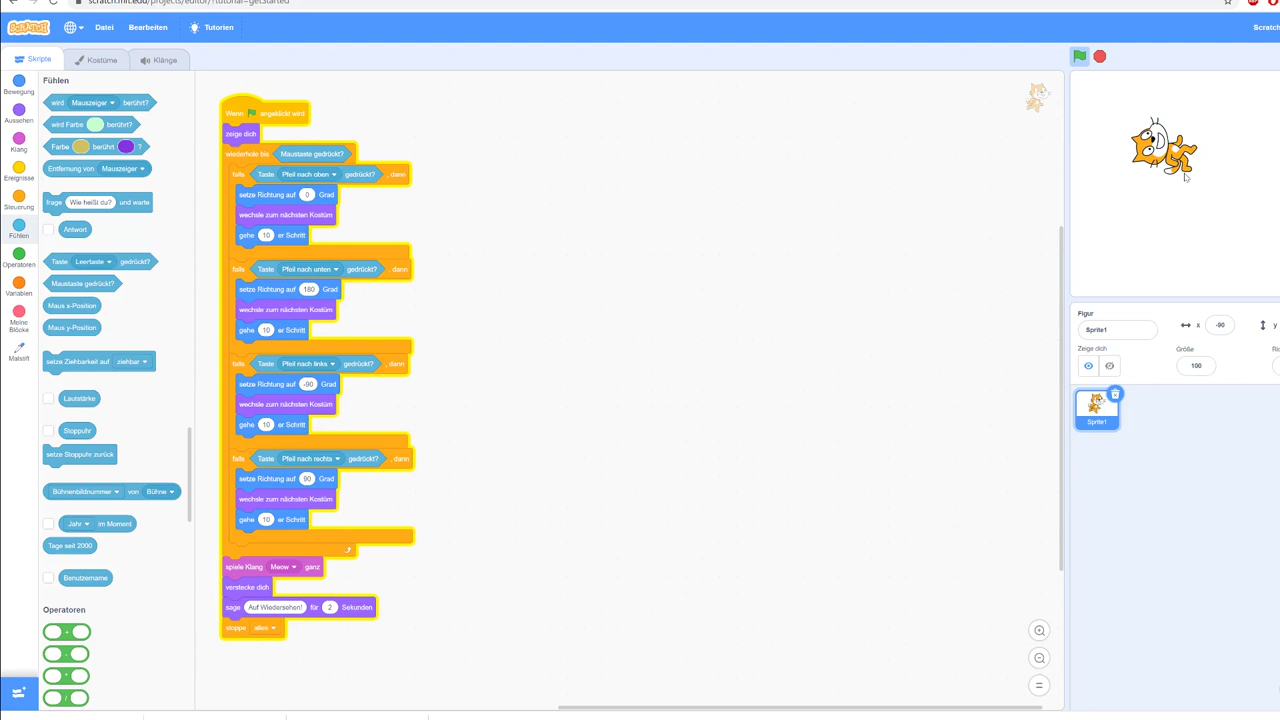 scratch.mit.edu/projects/editor/?tutorial=getStarted
SCRATCH Datei Bearbeiten Tutorien Scratch
Skripte Kostüme Klänge
Bewegung
Aussehen
Klang
Ereignisse
Steuerung
Fühlen
Operatoren
Variablen
Meine
Blöcke
Malstift
Fühlen
wird Mauszeiger berührt?
wird Farbe berührt?
Farbe berührt ?
Entfernung von Mauszeiger
frage Wie heißt du? und warte
Antwort
Taste Leertaste gedrückt?
Maustaste gedrückt?
Maus x-Position
Maus y-Position
setze Ziehbarkeit auf ziehbar
Lautstärke
Stoppuhr
setze Stoppuhr zurück
Bühnenbildnummer von Bühne
Jahr im Moment
Tage seit 2000
Benutzername
Operatoren
+
-
*
/
Wenn angeklickt wird
zeige dich
wiederhole bis Maustaste gedrückt?
falls Taste Pfeil nach oben gedrückt? , dann
setze Richtung auf 0 Grad
wechsle zum nächsten Kostüm
gehe 10 er Schritt
falls Taste Pfeil nach unten gedrückt? , dann
setze Richtung auf 180 Grad
wechsle zum nächsten Kostüm
gehe 10 er Schritt
falls Taste Pfeil nach links gedrückt? , dann
setze Richtung auf -90 Grad
wechsle zum nächsten Kostüm
gehe 10 er Schritt
falls Taste Pfeil nach rechts gedrückt? , dann
setze Richtung auf 90 Grad
wechsle zum nächsten Kostüm
gehe 10 er Schritt
spiele Klang Meow ganz
verstecke dich
sage Auf Wiedersehen! für 2 Sekunden
stoppe alles
Figur
Sprite1 x -90 y
Zeige dich Größe
100
Sprite1